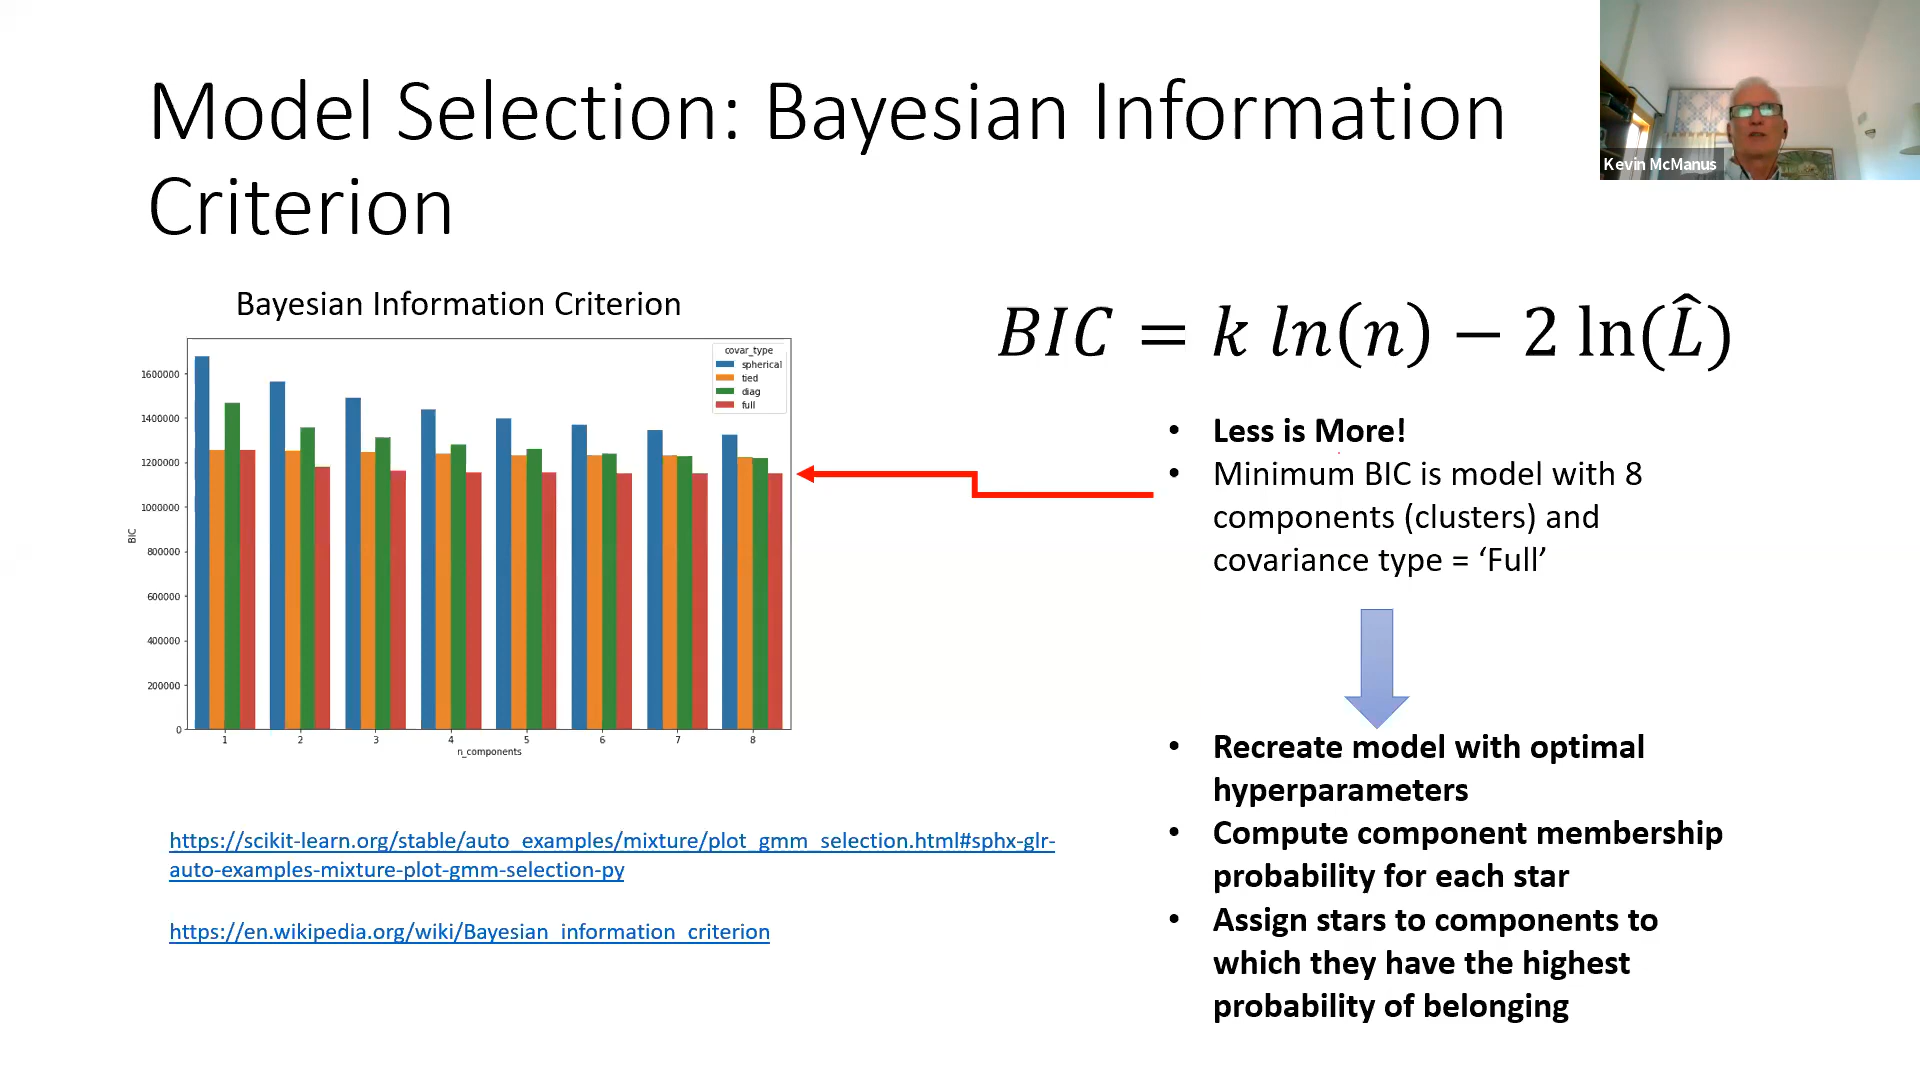 Model Selection: Bayesian Information
Criterion
Kevin McManus
Bayesian Information Criterion
BIC = k ln(n) − 2 ln(L̂)
covar_type
spherical
tied
diag
full
1600000
1400000
1200000
1000000
800000
600000
400000
200000
0
BIC
1 2 3 4 5 6 7 8
n_components
• Less is More!
• Minimum BIC is model with 8
components (clusters) and
covariance type = ‘Full’
• Recreate model with optimal
hyperparameters
• Compute component membership
probability for each star
• Assign stars to components to
which they have the highest
probability of belonging
https://scikit-learn.org/stable/auto_examples/mixture/plot_gmm_selection.html#sphx-glr-
auto-examples-mixture-plot-gmm-selection-py
https://en.wikipedia.org/wiki/Bayesian_information_criterion